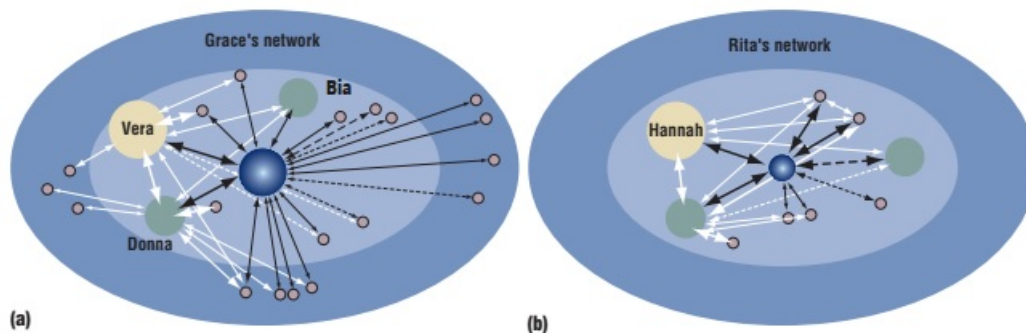 Grace's network
Bia
Vera
Donna
(a)
Rita's network
Hannah
(b)